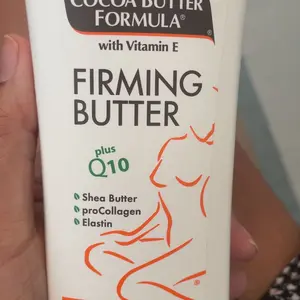 COCOA BUTTER
FORMULA®
with Vitamin E
FIRMING
BUTTER
plus
Q10
Shea Butter
proCollagen
Elastin
®